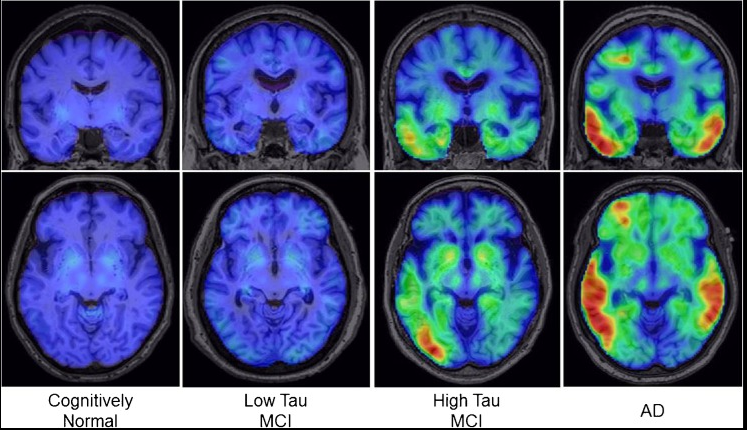 Cognitively
Normal
Low Tau
MCI
High Tau
MCI
AD